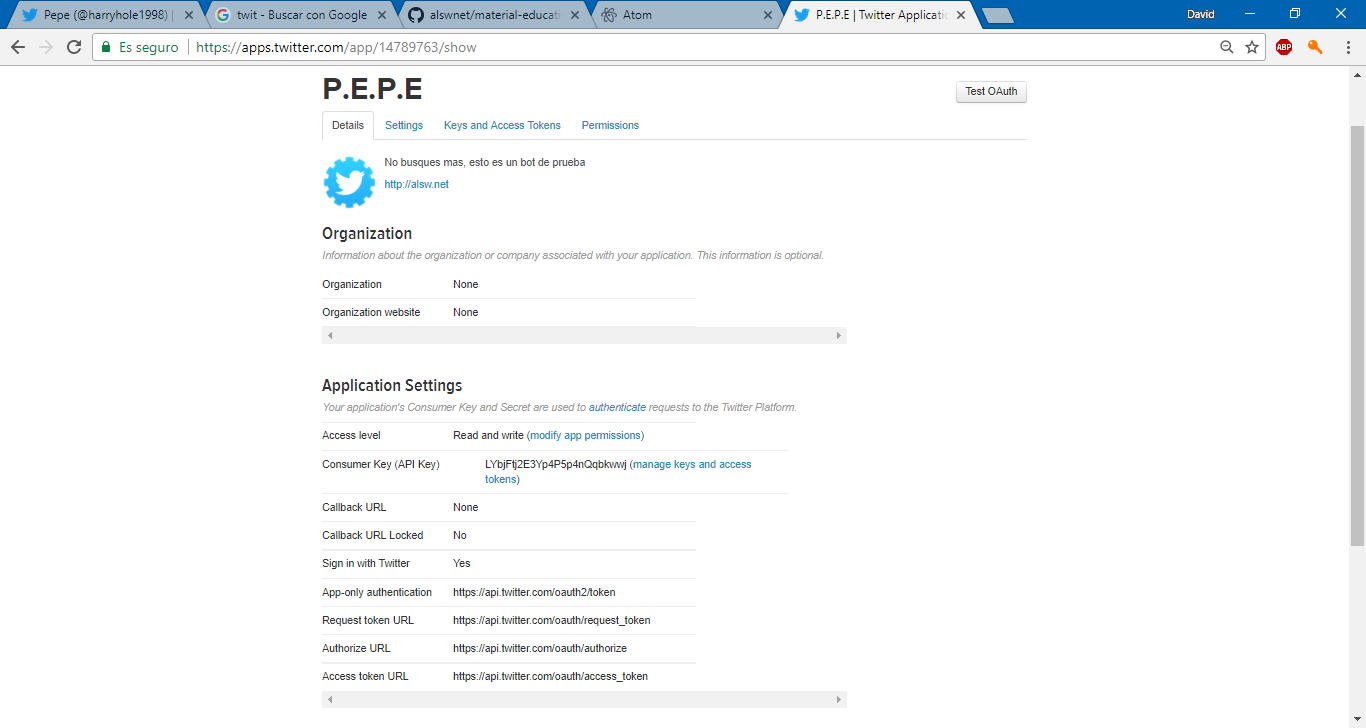 Pepe (@harryhole1998) |
twit - Buscar con Google
alswnet/material-educati
Atom
P.E.P.E | Twitter Applicatic
David
Es seguro
https://apps.twitter.com/app/14789763/show
ABP
P.E.P.E
Test OAuth
Details
Settings
Keys and Access Tokens
Permissions
No busques mas, esto es un bot de prueba
http://alsw.net
Organization
Information about the organization or company associated with your application. This information is optional.
Organization None
Organization website None
Application Settings
Your application's Consumer Key and Secret are used to authenticate requests to the Twitter Platform.
Access level Read and write (modify app permissions)
Consumer Key (API Key) LYbjFtj2E3Yp4P5p4nQqbkwwj (manage keys and access
tokens)
Callback URL None
Callback URL Locked No
Sign in with Twitter Yes
App-only authentication https://api.twitter.com/oauth2/token
Request token URL https://api.twitter.com/oauth/request_token
Authorize URL https://api.twitter.com/oauth/authorize
Access token URL https://api.twitter.com/oauth/access_token